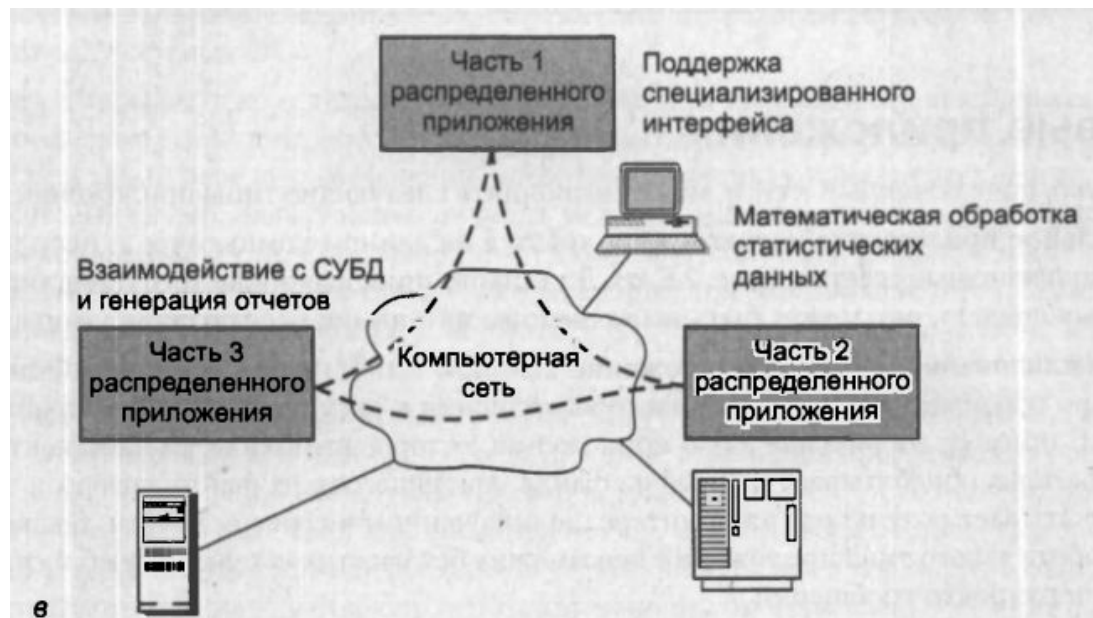 Часть 1
распределенного
приложения
Поддержка
специализированного
интерфейса
Математическая обработка
статистических
данных
Взаимодействие с СУБД
и генерация отчетов
Часть 3
распределенного
приложения
Компьютерная
сеть
Часть 2
распределенного
приложения
в